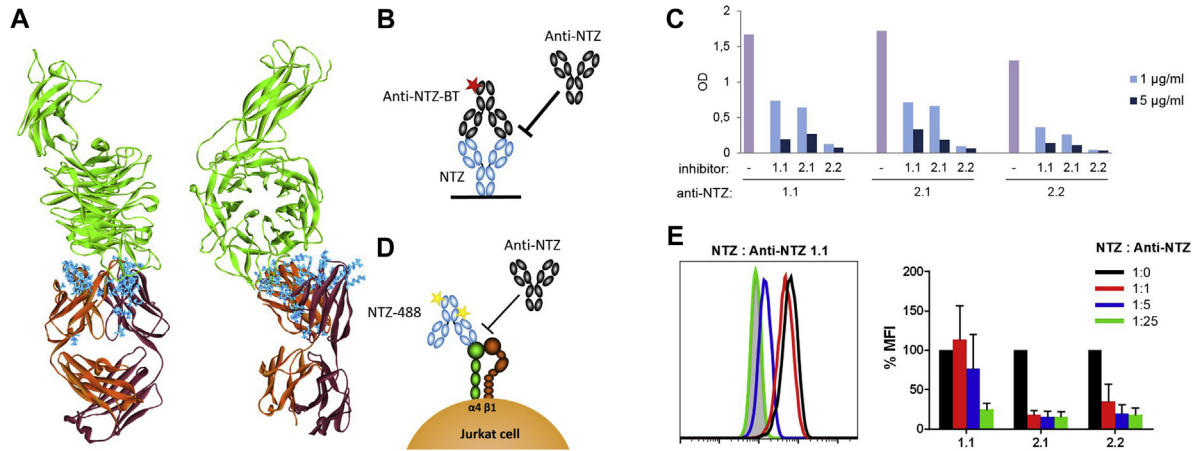 A
B
Anti-NTZ
Anti-NTZ-BT
NTZ
C
2
1,5
1
0,5
0
OD
1 µg/ml
5 µg/ml
inhibitor: - 1.1 2.1 2.2 - 1.1 2.1 2.2 - 1.1 2.1 2.2
anti-NTZ: 1.1 2.1 2.2
D
Anti-NTZ
NTZ-488
α4 β1
Jurkat cell
E
NTZ : Anti-NTZ 1.1
NTZ : Anti-NTZ
1:0
1:1
1:5
1:25
200
150
100
50
0
% MFI
1.1 2.1 2.2